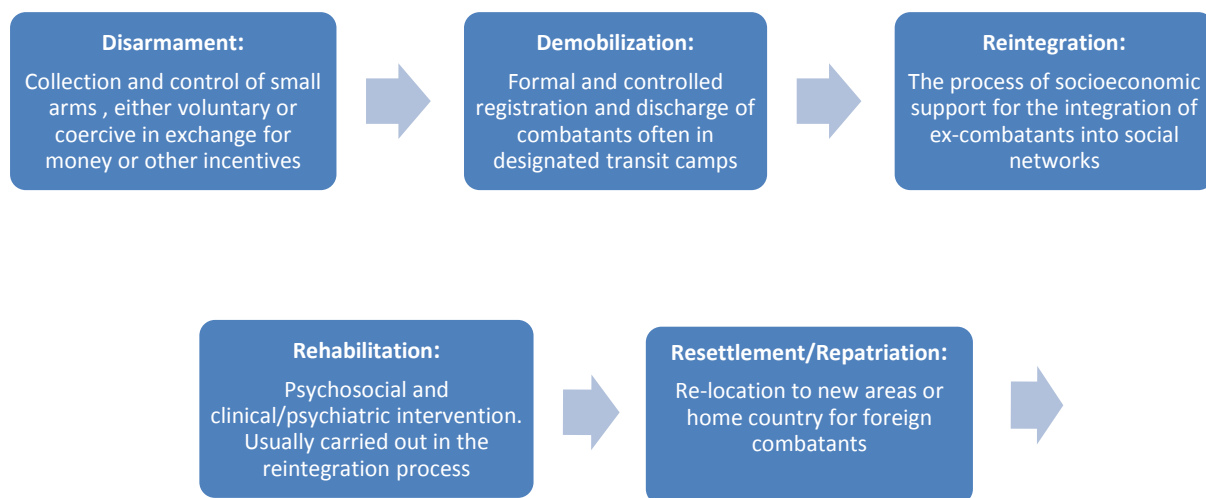 Disarmament:
Collection and control of small
arms , either voluntary or
coercive in exchange for
money or other incentives
Demobilization:
Formal and controlled
registration and discharge of
combatants often in
designated transit camps
Reintegration:
The process of socioeconomic
support for the integration of
ex-combatants into social
networks
Rehabilitation:
Psychosocial and
clinical/psychiatric intervention.
Usually carried out in the
reintegration process
Resettlement/Repatriation:
Re-location to new areas or
home country for foreign
combatants